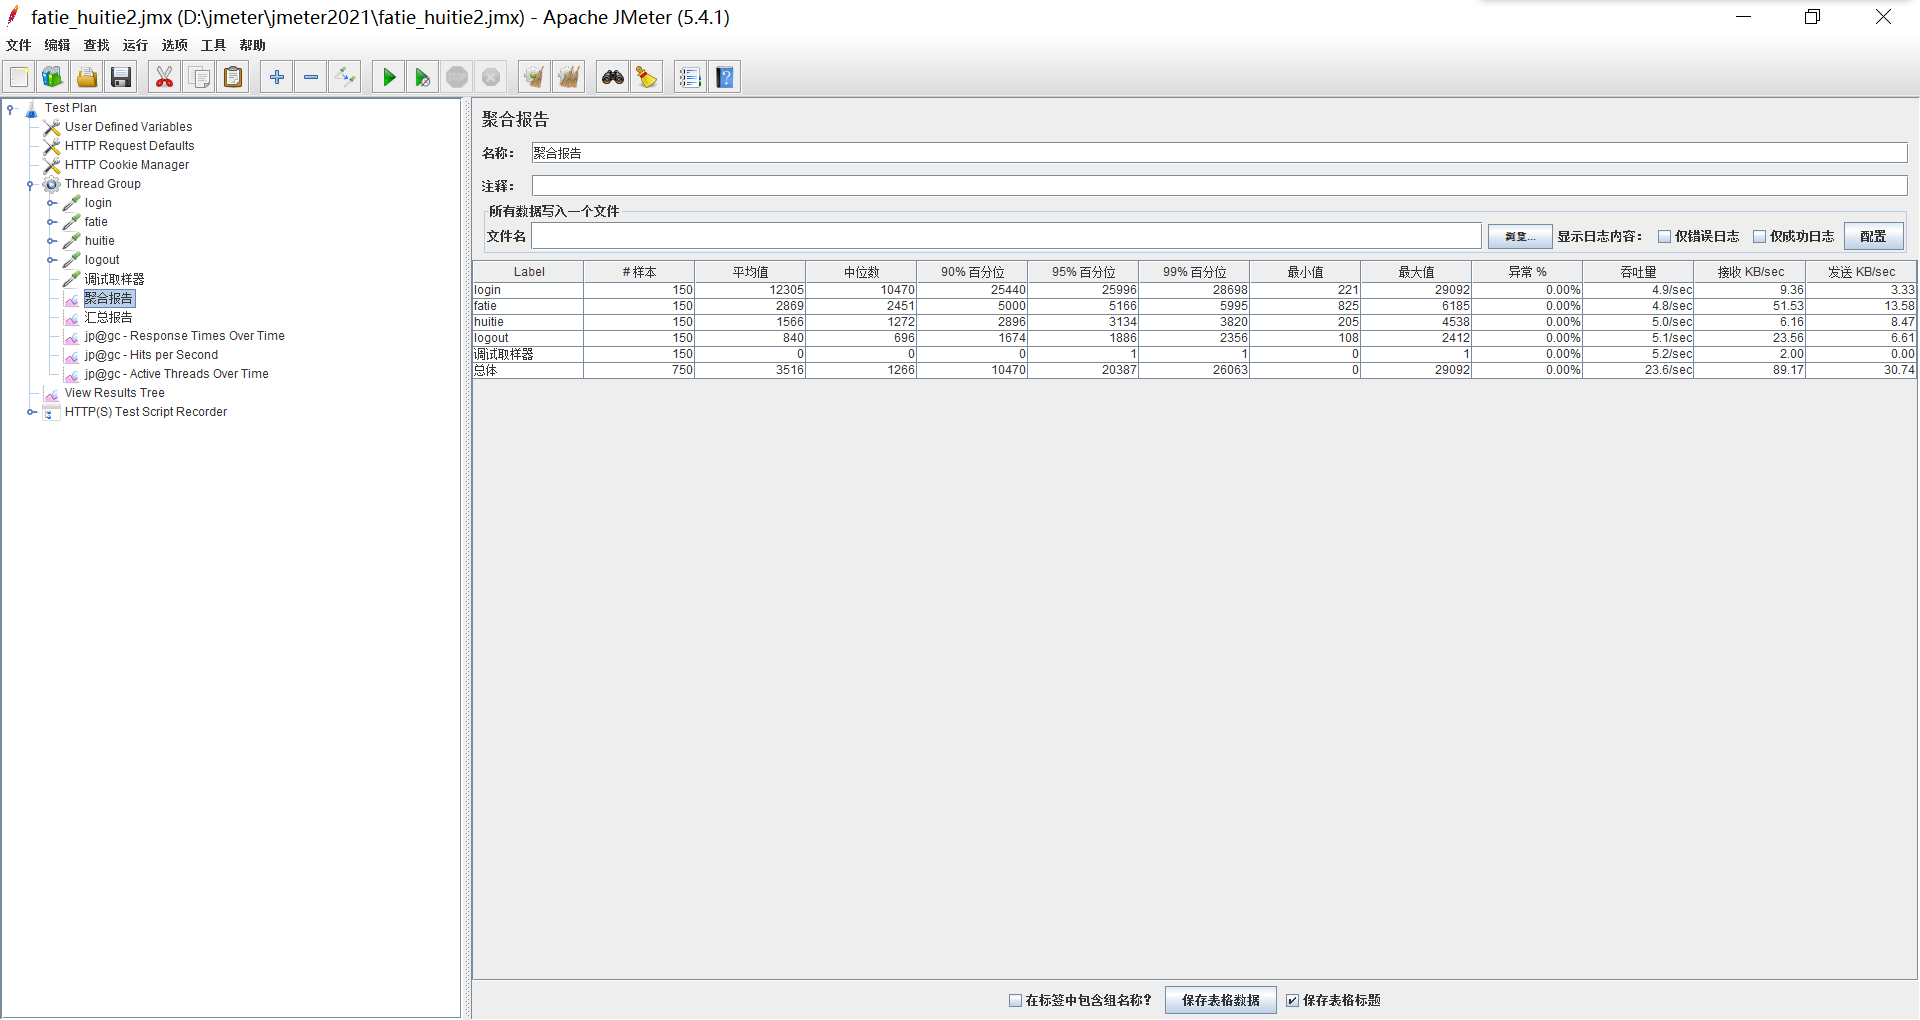 fatie_huitie2.jmx (D:\jmeter\jmeter2021\fatie_huitie2.jmx) - Apache JMeter (5.4.1)
文件 编辑 查找 运行 选项 工具 帮助
STOP
Test Plan
User Defined Variables
HTTP Request Defaults
HTTP Cookie Manager
Thread Group
login
fatie
huitie
logout
调试取样器
聚合报告
汇总报告
jp@gc - Response Times Over Time
jp@gc - Hits per Second
jp@gc - Active Threads Over Time
View Results Tree
HTTP(S) Test Script Recorder
聚合报告
名称： 聚合报告
注释：
所有数据写入一个文件
文件名 浏览... 显示日志内容： 仅错误日志 仅成功日志 配置
Label # 样本 平均值 中位数 90% 百分位 95% 百分位 99% 百分位 最小值 最大值 异常 % 吞吐量 接收 KB/sec 发送 KB/sec
login 150 12305 10470 25440 25996 28698 221 29092 0.00% 4.9/sec 9.36 3.33
fatie 150 2869 2451 5000 5166 5995 825 6185 0.00% 4.8/sec 51.53 13.58
huitie 150 1566 1272 2896 3134 3820 205 4538 0.00% 5.0/sec 6.16 8.47
logout 150 840 696 1674 1886 2356 108 2412 0.00% 5.1/sec 23.56 6.61
调试取样器 150 0 0 0 1 1 0 1 0.00% 5.2/sec 2.00 0.00
总体 750 3516 1266 10470 20387 26063 0 29092 0.00% 23.6/sec 89.17 30.74
在标签中包含组名称? 保存表格数据 保存表格标题